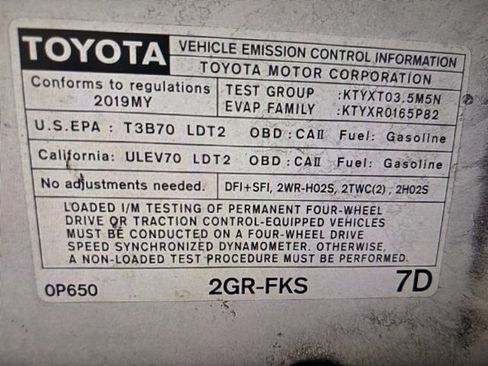 TOYOTA
VEHICLE EMISSION CONTROL INFORMATION
TOYOTA MOTOR CORPORATION
Conforms to regulations
2019MY
TEST GROUP :KTYXT03.5M5N
EVAP FAMILY :KTYXR0165P82
U.S.EPA : T3B70 LDT2 OBD : CAII Fuel: Gasoline
California: ULEV70 LDT2 OBD : CAII Fuel: Gasoline
No adjustments needed. DFI+SFI, 2WR-HO2S, 2TWC(2), 2HO2S
LOADED I/M TESTING OF PERMANENT FOUR-WHEEL
DRIVE OR TRACTION CONTROL-EQUIPPED VEHICLES
MUST BE CONDUCTED ON A FOUR-WHEEL DRIVE
SPEED SYNCHRONIZED DYNAMOMETER. OTHERWISE,
A NON-LOADED TEST PROCEDURE MUST BE PERFORMED.
0P650 2GR-FKS 7D